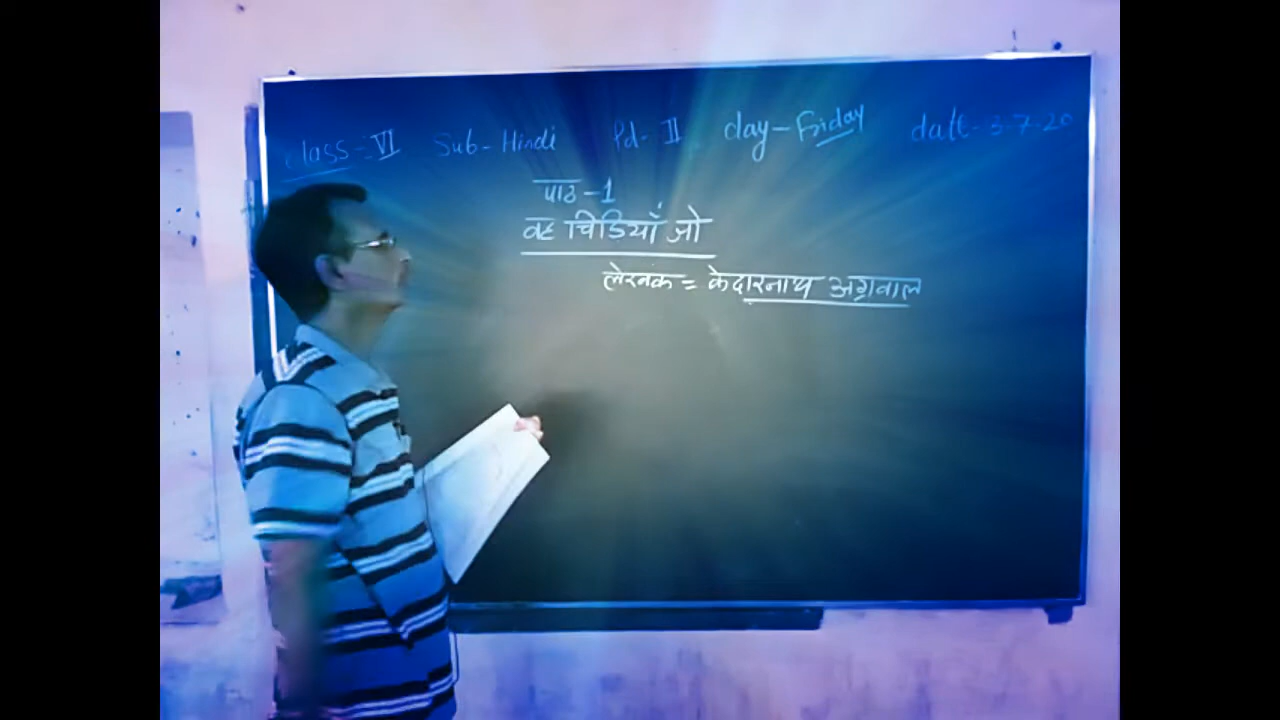 class-VI Sub-Hindi Pd-II day-Friday date-3-7-20
पाठ-1
वह चिडियाँ जो
लेखक = केदारनाथ अग्रवाल